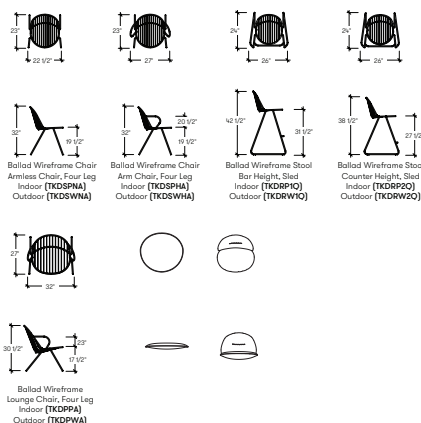 23"
22 1/2"
23"
27"
24"
26"
24"
26"
32"
19 1/2"
32"
20 1/2"
19 1/2"
42 1/2"
31 1/2"
38 1/2"
27 1/2
Ballad Wireframe Chair
Armless Chair, Four Leg
Indoor (TKDSPNA)
Outdoor (TKDSWNA)
Ballad Wireframe Chair
Arm Chair, Four Leg
Indoor (TKDSPHA)
Outdoor (TKDSWHA)
Ballad Wireframe Stool
Bar Height, Sled
Indoor (TKDRP1Q)
Outdoor (TKDRW1Q)
Ballad Wireframe Stoo
Counter Height, Sled
Indoor (TKDRP2Q)
Outdoor (TKDRW2Q)
27"
32"
30 1/2"
23"
17 1/2"
Ballad Wireframe
Lounge Chair, Four Leg
Indoor (TKDPPA)
Outdoor (TKDPWA)